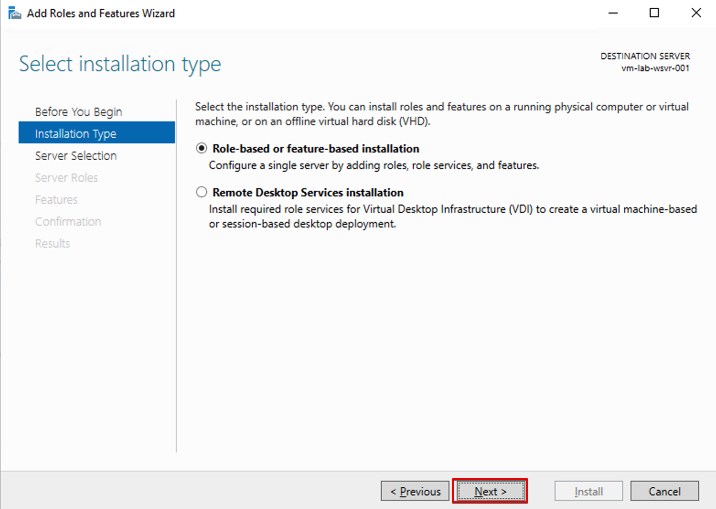 Add Roles and Features Wizard
Select installation type
DESTINATION SERVER
vm-lab-wsvr-001
Before You Begin
Installation Type
Server Selection
Server Roles
Features
Confirmation
Results
Select the installation type. You can install roles and features on a running physical computer or virtual
machine, or on an offline virtual hard disk (VHD).
Role-based or feature-based installation
Configure a single server by adding roles, role services, and features.
Remote Desktop Services installation
Install required role services for Virtual Desktop Infrastructure (VDI) to create a virtual machine-based
or session-based desktop deployment.
< Previous
Next >
Install
Cancel